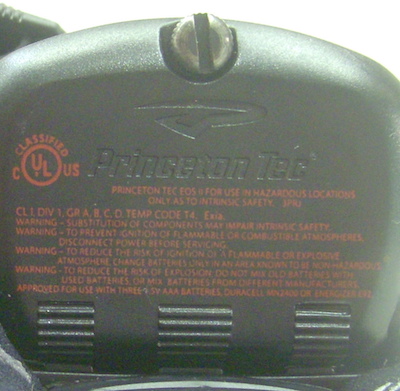 CLASSIFIED
C UL US
Princeton Tec®
PRINCETON TEC EOS II FOR USE IN HAZARDOUS LOCATIONS
ONLY AS TO INTRINSIC SAFETY.
CL I, DIV 1, GR A, B, C, D. TEMP CODE T4. Exia.
WARNING - SUBSTITUTION OF COMPONENTS MAY IMPAIR INTRINSIC SAFETY.
WARNING - TO PREVENT IGNITION OF FLAMMABLE OR COMBUSTIBLE ATMOSPHERES,
DISCONNECT POWER BEFORE SERVICING.
WARNING - TO REDUCE THE RISK OF IGNITION OF A FLAMMABLE OR EXPLOSIVE
ATMOSPHERE, CHANGE BATTERIES ONLY IN AN AREA KNOWN TO BE NONHAZARDOUS.
WARNING - TO REDUCE THE RISK OF EXPLOSION, DO NOT MIX OLD BATTERIES WITH
USED BATTERIES, OR MIX BATTERIES FROM DIFFERENT MANUFACTURERS.
APPROVED FOR USE WITH THREE 1.5V AAA BATTERIES, DURACELL MN2400 OR ENERGIZER E92.